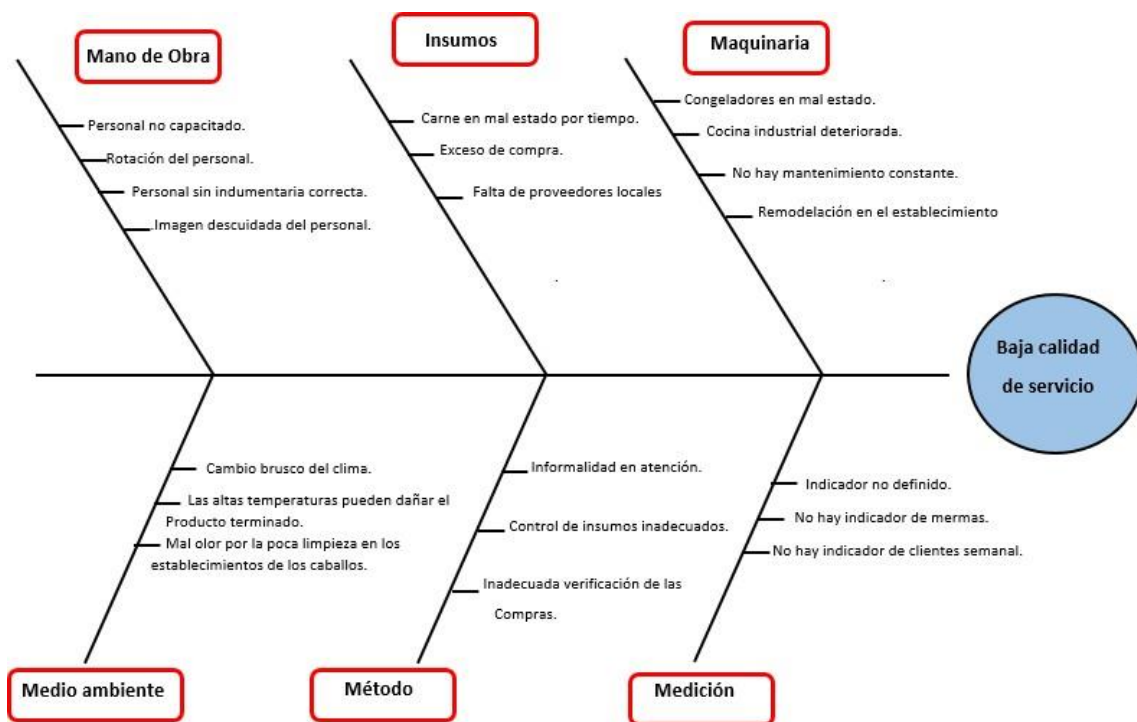 Mano de Obra
Personal no capacitado.
Rotación del personal.
Personal sin indumentaria correcta.
Imagen descuidada del personal.
Insumos
Carne en mal estado por tiempo.
Exceso de compra.
Falta de proveedores locales
Maquinaria
Congeladores en mal estado.
Cocina industrial deteriorada.
No hay mantenimiento constante.
Remodelación en el establecimiento
Baja calidad
de servicio
Cambio brusco del clima.
Las altas temperaturas pueden dañar el
Producto terminado.
Mal olor por la poca limpieza en los
establecimientos de los caballos.
Medio ambiente
Informalidad en atención.
Control de insumos inadecuados.
Inadecuada verificación de las
Compras.
Método
Indicador no definido.
No hay indicador de mermas.
No hay indicador de clientes semanal.
Medición